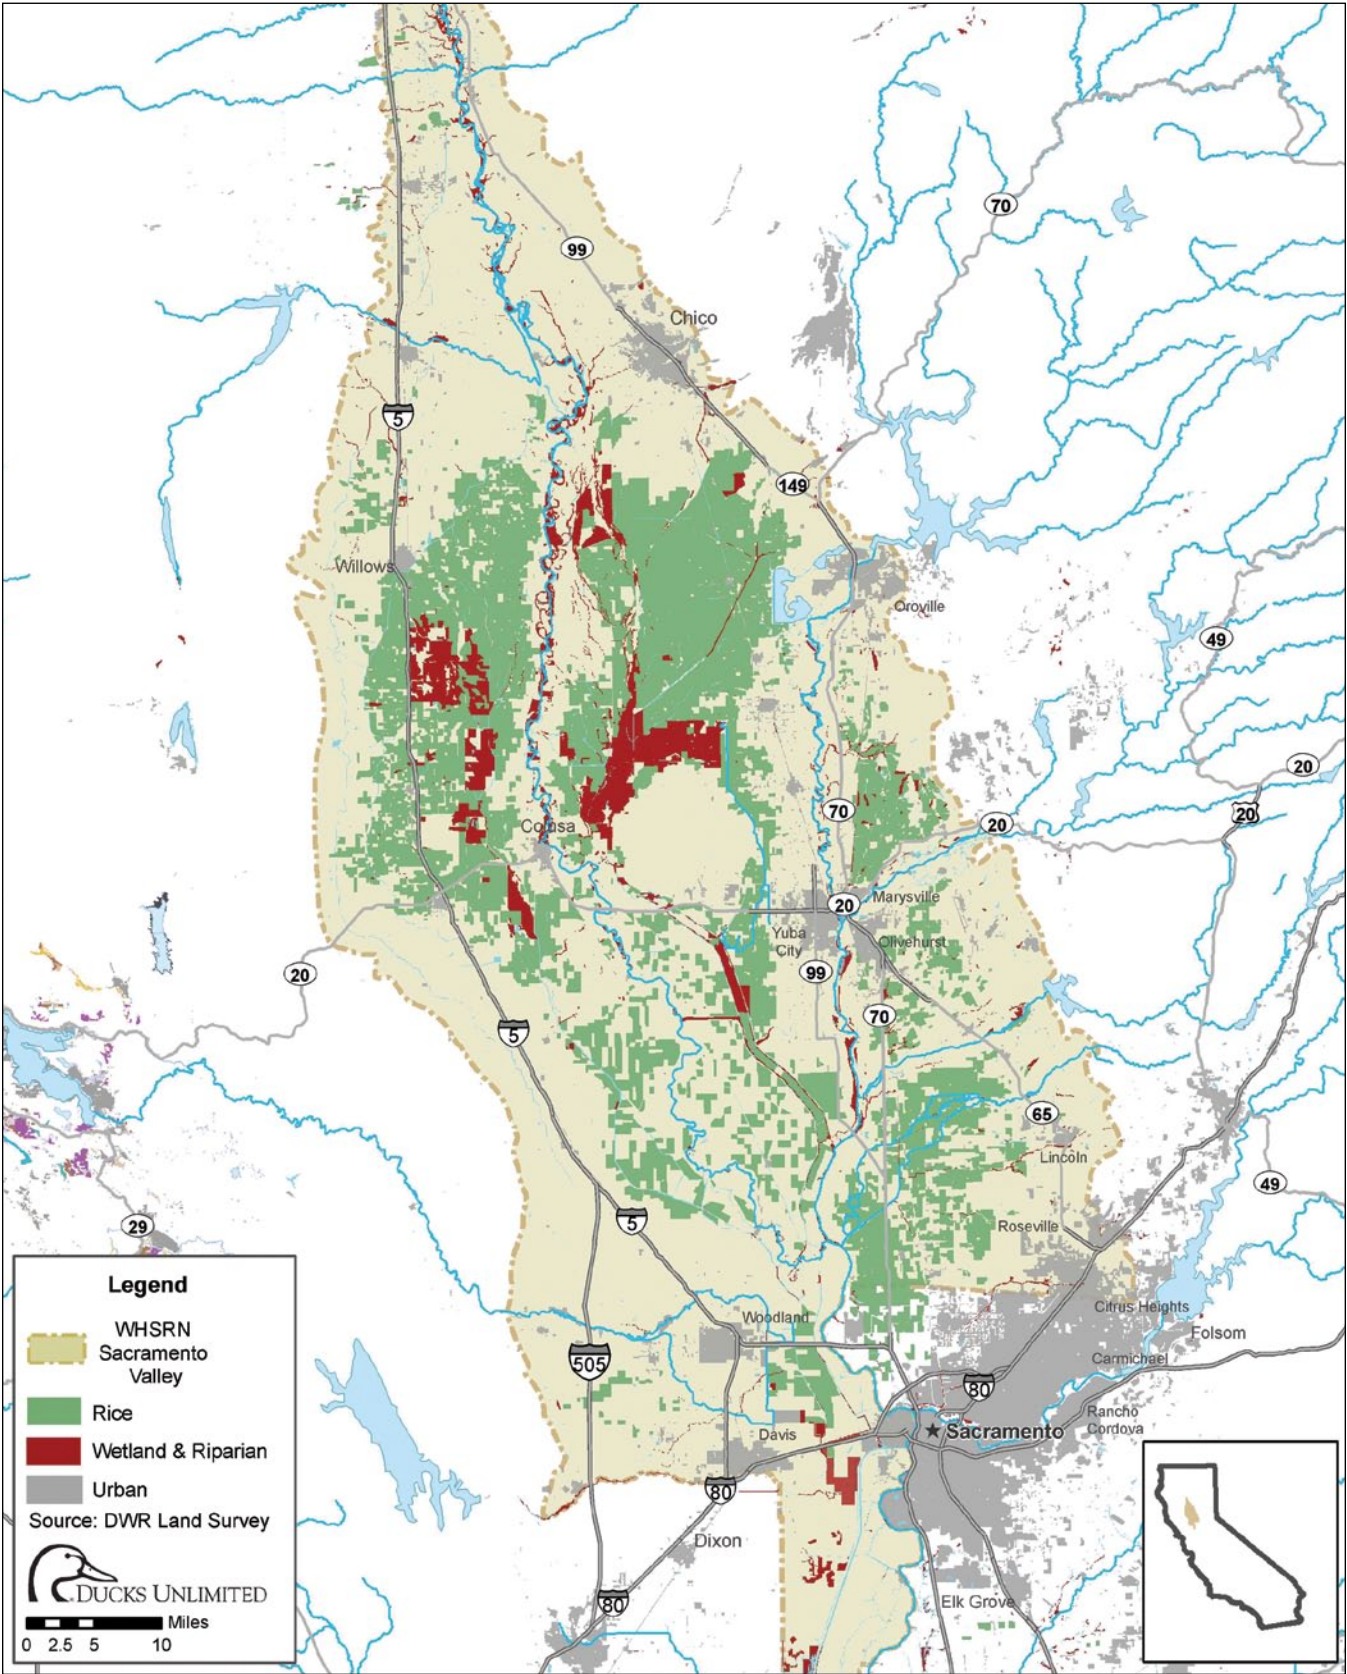 70
99
Chico
5
149
Willows
Oroville
49
20
70
20
20
Colusa
Marysville
20
Yuba
City
Olivehurst
20
99
70
5
65
Lincoln
49
29
5
Roseville
Citrus Heights
Woodland
Folsom
505
Carmichael
80
Rancho
Cordova
Davis
Sacramento
80
Dixon
80
Elk Grove
Legend
WHSRN
Sacramento
Valley
Rice
Wetland & Riparian
Urban
Source: DWR Land Survey
DUCKS UNLIMITED
Miles
0 2.5 5 10